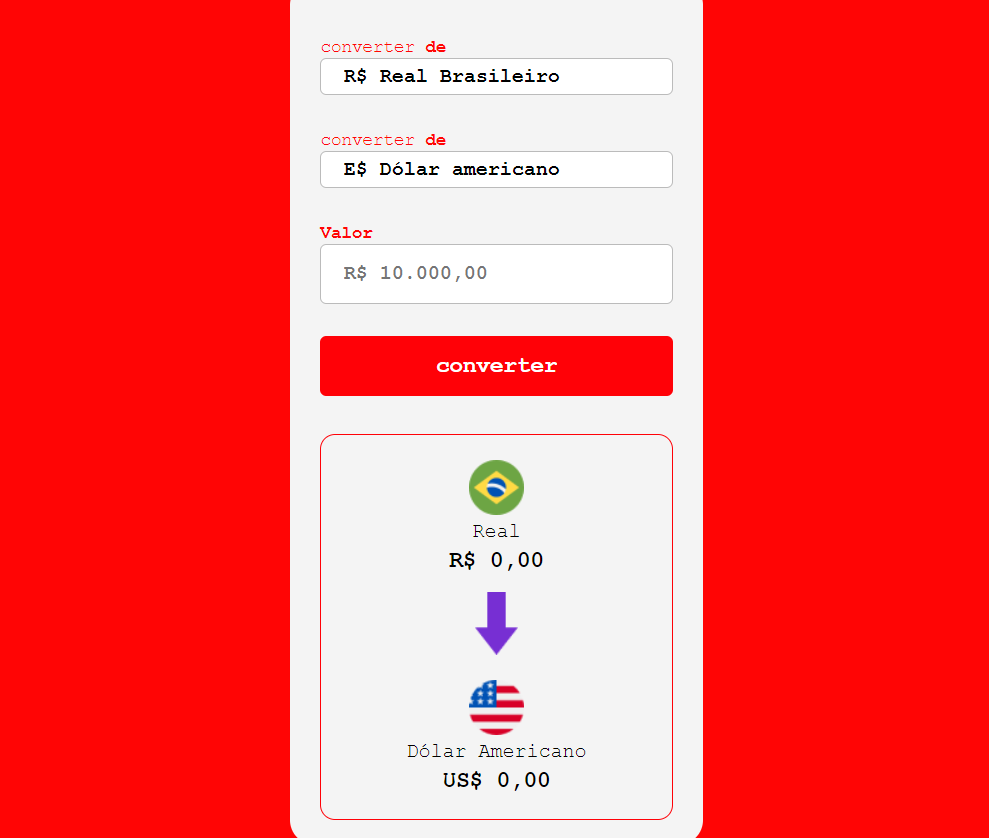 converter de
R$ Real Brasileiro
converter de
E$ Dólar americano
Valor
R$ 10.000,00
converter
Real
R$ 0,00
Dólar Americano
US$ 0,00